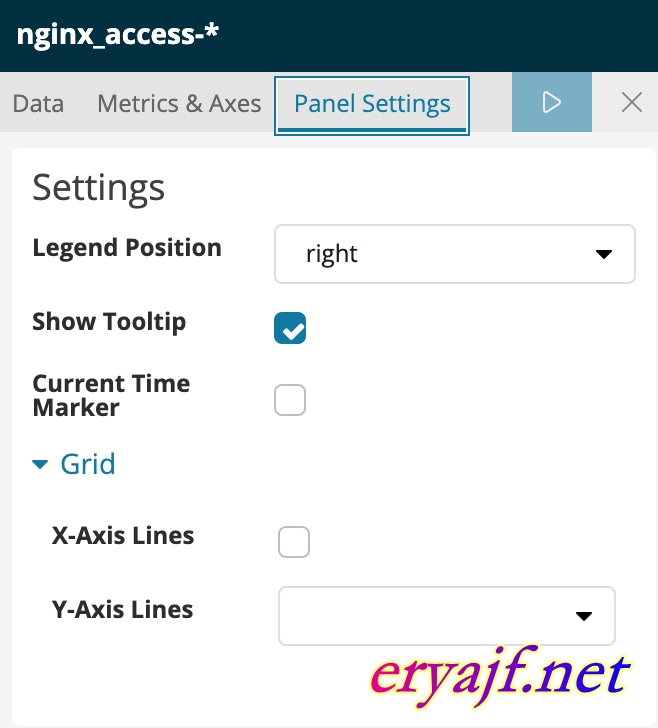 nginx_access-*
Data Metrics & Axes Panel Settings
Settings
Legend Position right
Show Tooltip
Current Time
Marker
Grid
X-Axis Lines
Y-Axis Lines
eryajf.net